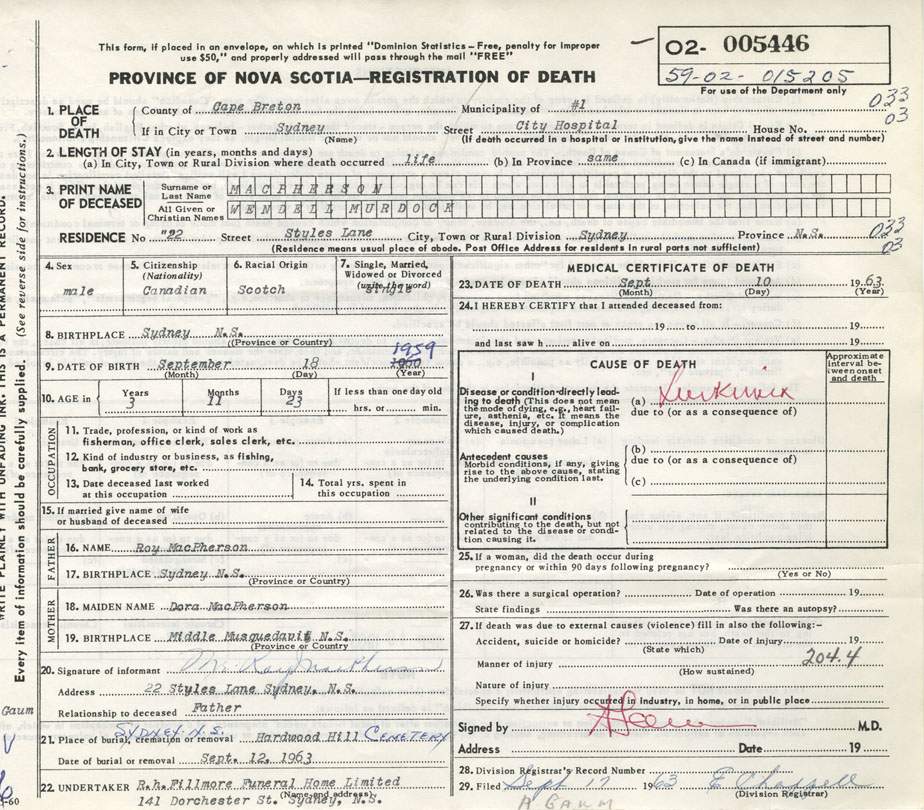 This form, if placed in an envelope, on which is printed "Dominion Statistics – Free, penalty for improper
use $50," and properly addressed will pass through the mail "FREE"
O2- 005446
59-02-015205
For use of the Department only
PROVINCE OF NOVA SCOTIA—REGISTRATION OF DEATH
033
03
1. PLACE OF DEATH
County of Cape Breton Municipality of #1
If in City or Town Sydney Street City Hospital House No.
(Name) (If death occurred in a hospital or institution, give the name instead of street and number)
2. LENGTH OF STAY (in years, months and days)
(a) In City, Town or Rural Division where death occurred life (b) In Province same (c) In Canada (if immigrant)
3. PRINT NAME OF DECEASED
Surname or Last Name MACPHERSON
All Given or Christian Names WENDELL MURDOCK
RESIDENCE No "22 Street Styles Lane City, Town or Rural Division Sydney Province N.S.
(Residence means usual place of abode. Post Office Address for residents in rural parts not sufficient)
033
03
4. Sex male
5. Citizenship (Nationality) Canadian
6. Racial Origin Scotch
7. Single, Married, Widowed or Divorced (write the word) single
8. BIRTHPLACE Sydney N.S.
(Province or Country)
1959
9. DATE OF BIRTH September 18
(Month) (Day) (Year)
10. AGE in Years 3 Months 11 Days 23 If less than one day old hrs. or min.
OCCUPATION
11. Trade, profession, or kind of work as
fisherman, office clerk, sales clerk, etc.
12. Kind of industry or business, as fishing,
bank, grocery store, etc.
13. Date deceased last worked at this occupation
14. Total yrs. spent in this occupation
15. If married give name of wife
or husband of deceased
FATHER
16. NAME Roy MacPherson
17. BIRTHPLACE Sydney N.S.
(Province or Country)
MOTHER
18. MAIDEN NAME Dora MacPherson
19. BIRTHPLACE Middle Musquedavit N.S.
(Province or Country
20. Signature of informant
Address 22 Styles Lane Sydney, N.S.
Relationship to deceased Father
SYDNEY N.S.
21. Place of burial, cremation or removal Hardwood Hill CEMETERY
Date of burial or removal Sept. 12, 1963
22. UNDERTAKER R.h. Fillmore Funeral Home Limited
(Name and address)
141 Dorchester St. Sydney, N.S.
MEDICAL CERTIFICATE OF DEATH
23. DATE OF DEATH Sept 10 1963
(Month) (Day) (Year)
24. I HEREBY CERTIFY that I attended deceased from:
19 to 19
and last saw h alive on 19
CAUSE OF DEATH
Approximate interval between onset and death
I
Disease or condition directly leading to death (This does not mean the mode of dying, e.g., heart failure, asthenia, etc. It means the disease, injury, or complication which caused death.)
(a)
due to (or as a consequence of)
Antecedent causes
Morbid conditions, if any, giving rise to the above cause, stating the underlying condition last.
(b)
due to (or as a consequence of)
(c)
II
Other significant conditions
contributing to the death, but not related to the disease or condition causing it.
25. If a woman, did the death occur during
pregnancy or within 90 days following pregnancy?
(Yes or No)
26. Was there a surgical operation? Date of operation 19
State findings Was there an autopsy?
27. If death was due to external causes (violence) fill in also the following:-
Accident, suicide or homicide? Date of injury 19
(State which)
204.4
Manner of injury
(How sustained)
Nature of injury
Specify whether injury occurred in industry, in home, or in public place
Signed by M.D.
Address Date 19
28. Division Registrar's Record Number
29. Filed Sept 17 1963
(Division Registrar)
A GAUM
WRITE PLAINLY WITH UNFADING INK. THIS IS A PERMANENT RECORD.
Every item of information should be carefully supplied. (See reverse side for instructions.)
Gaum
V
-60